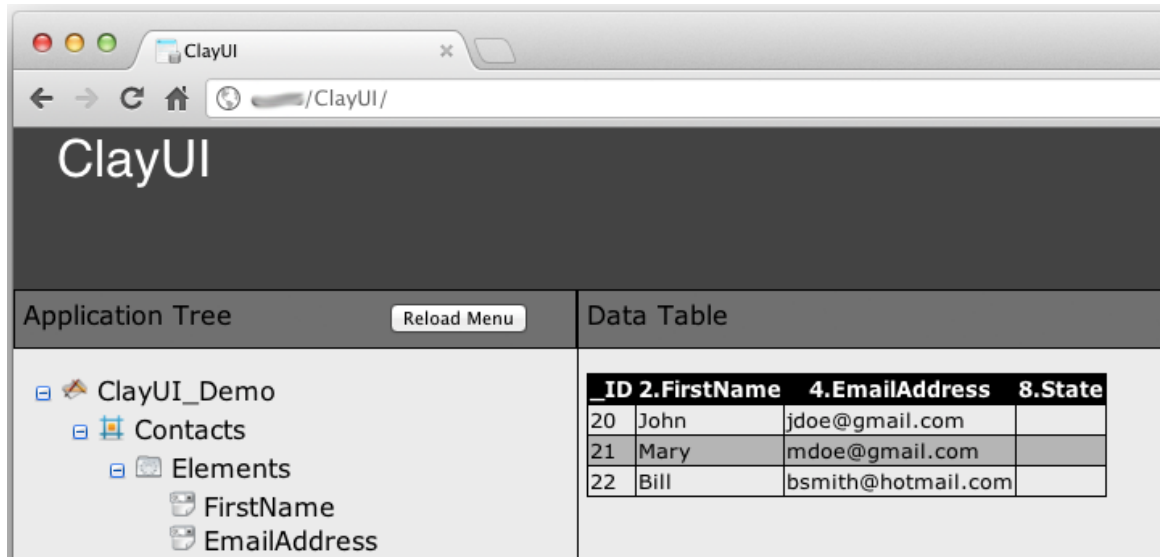 ClayUI
/ClayUI/
ClayUI
Application Tree
Reload Menu
Data Table
ClayUI_Demo
Contacts
Elements
FirstName
EmailAddress
_ID 2.FirstName 4.EmailAddress 8.State
20 John jdoe@gmail.com
21 Mary mdoe@gmail.com
22 Bill bsmith@hotmail.com